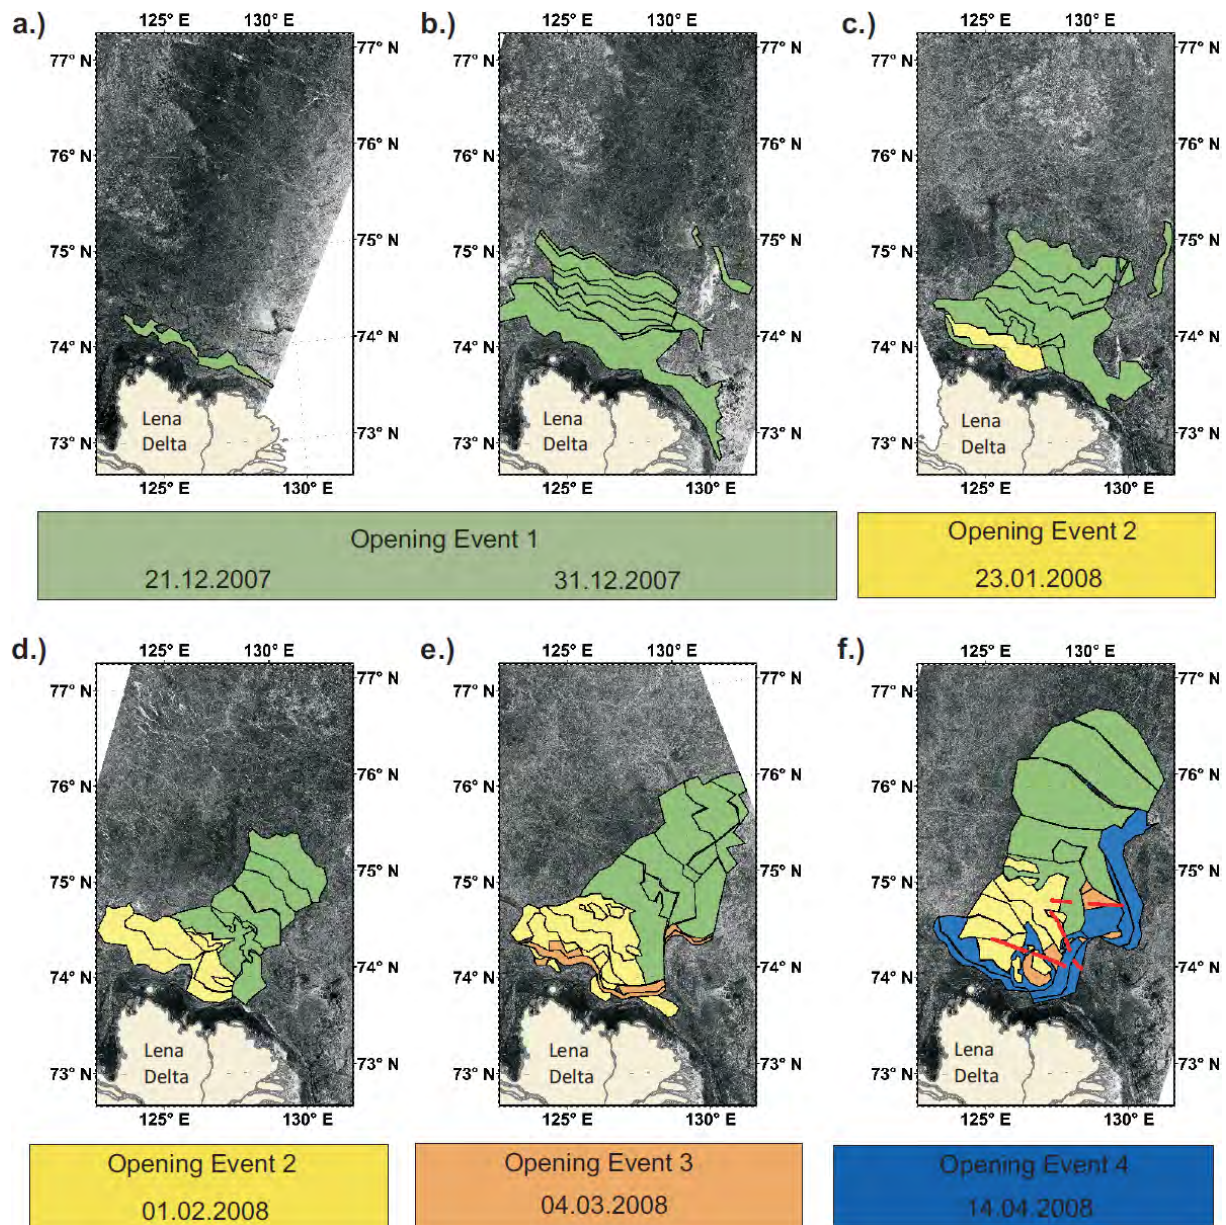 a.)
125° E 130° E
77° N 77° N
76° N 76° N
75° N 75° N
74° N 74° N
73° N 73° N
Lena
Delta
125° E 130° E
b.)
125° E 130° E
77° N 77° N
76° N 76° N
75° N 75° N
74° N 74° N
73° N 73° N
Lena
Delta
125° E 130° E
c.)
125° E 130° E
77° N 77° N
76° N 76° N
75° N 75° N
74° N 74° N
73° N 73° N
Lena
Delta
125° E 130° E
Opening Event 1
21.12.2007 31.12.2007
Opening Event 2
23.01.2008
d.)
125° E 130° E
77° N 77° N
76° N 76° N
75° N 75° N
74° N 74° N
73° N 73° N
Lena
Delta
125° E 130° E
e.)
125° E 130° E
77° N 77° N
76° N 76° N
75° N 75° N
74° N 74° N
73° N 73° N
Lena
Delta
125° E 130° E
f.)
125° E 130° E
77° N 77° N
76° N 76° N
75° N 75° N
74° N 74° N
73° N 73° N
Lena
Delta
125° E 130° E
Opening Event 2
01.02.2008
Opening Event 3
04.03.2008
Opening Event 4
14.04.2008